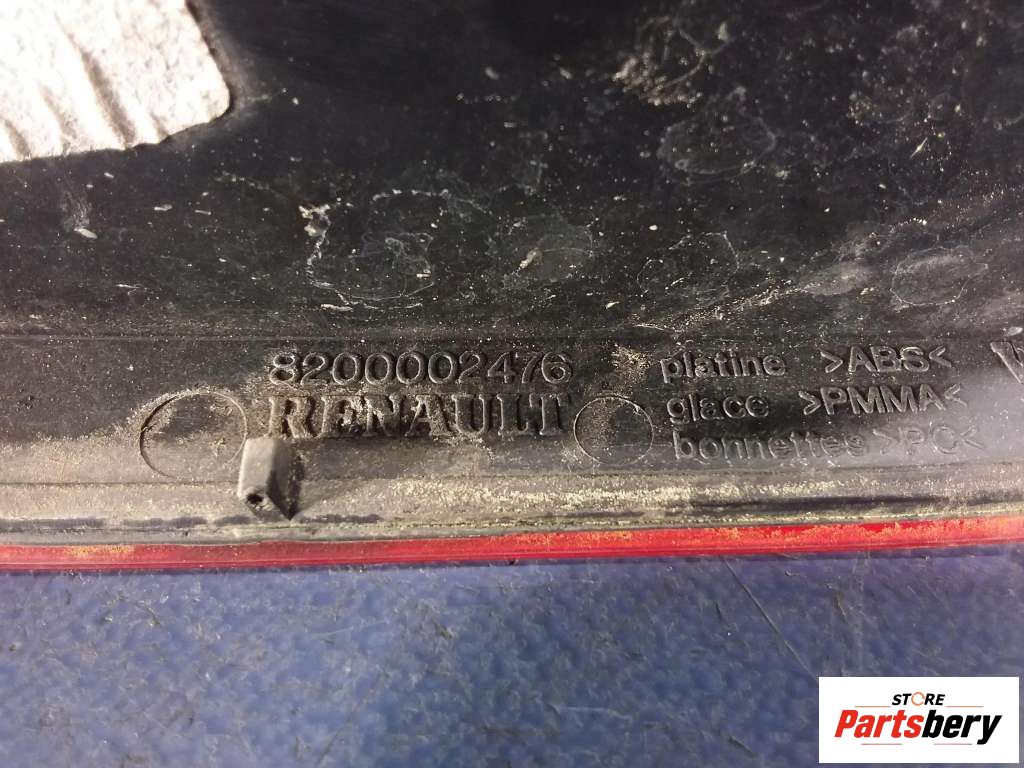 8200002476
RENAULT
platine >ABS<
glace >PMMA<
bonnettes >PC<
STORE
Partsbery